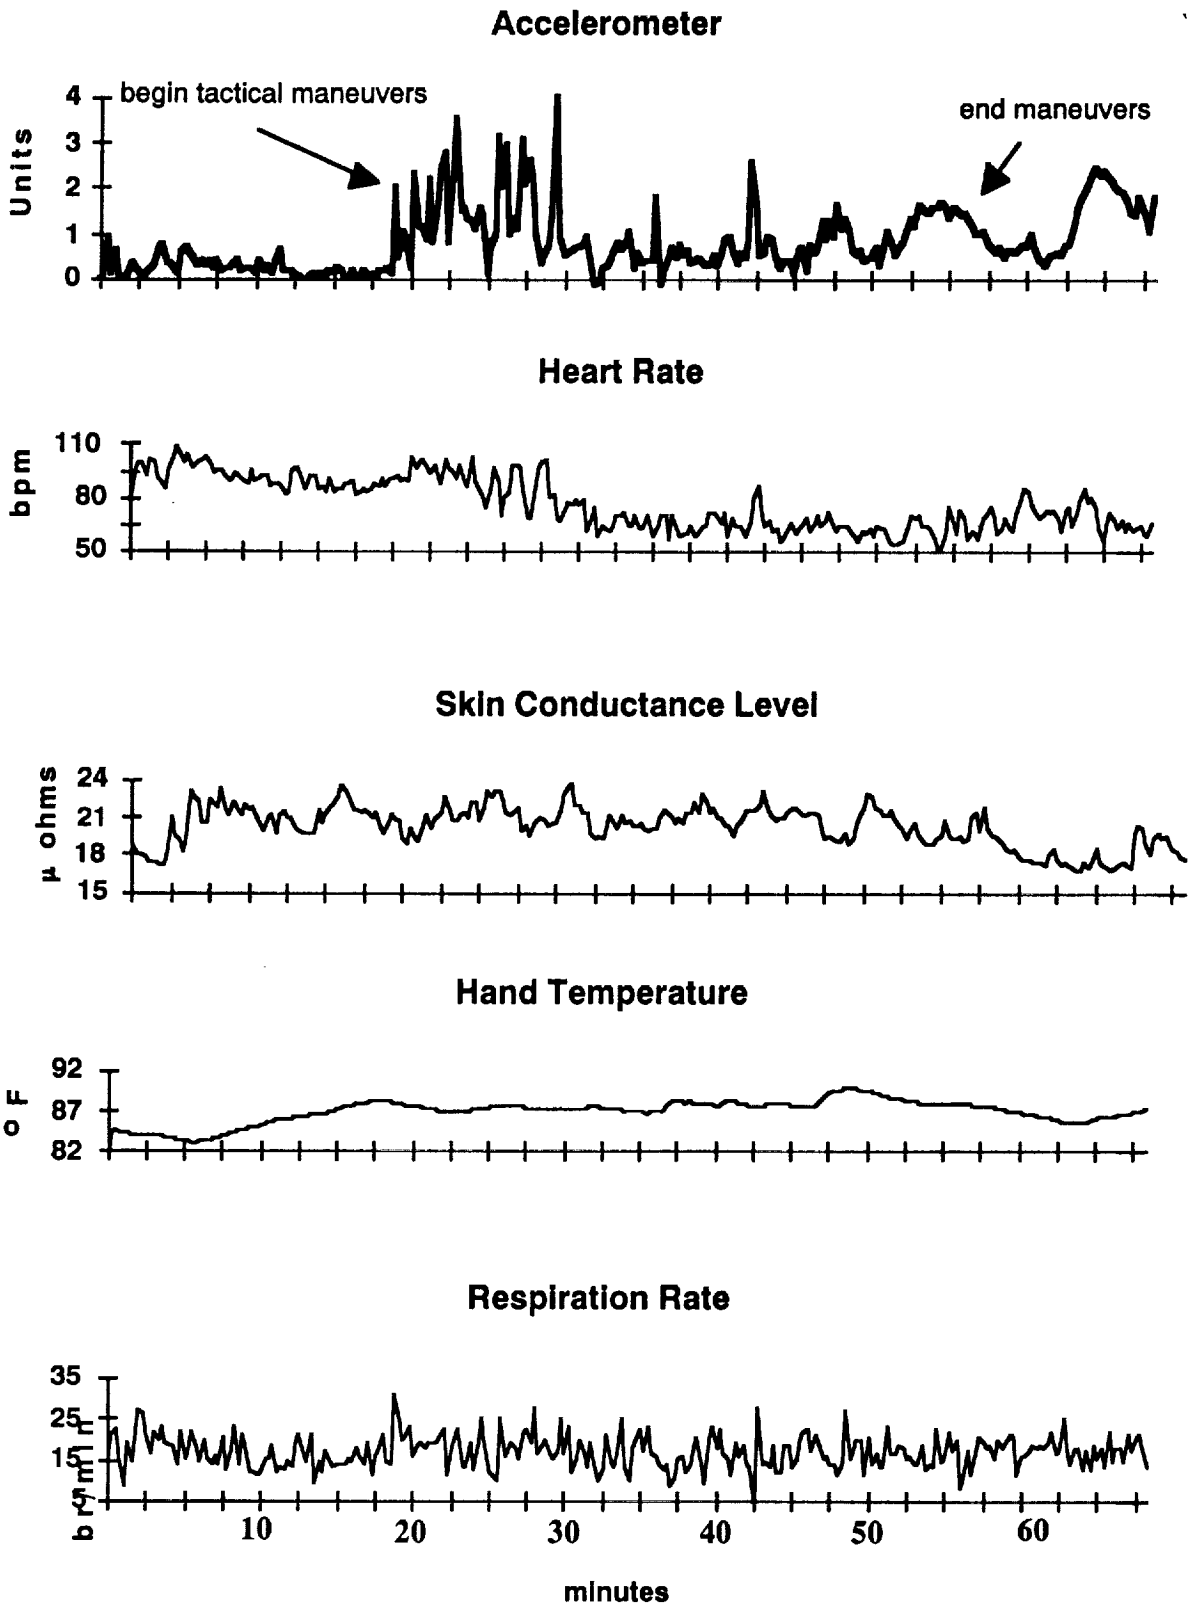 Accelerometer
begin tactical maneuvers
end maneuvers
Units
4
3
2
1
0
Heart Rate
bpm
110
80
50
Skin Conductance Level
µ ohms
24
21
18
15
Hand Temperature
o F
92
87
82
Respiration Rate
br/min
35
25
15
5
10 20 30 40 50 60
minutes